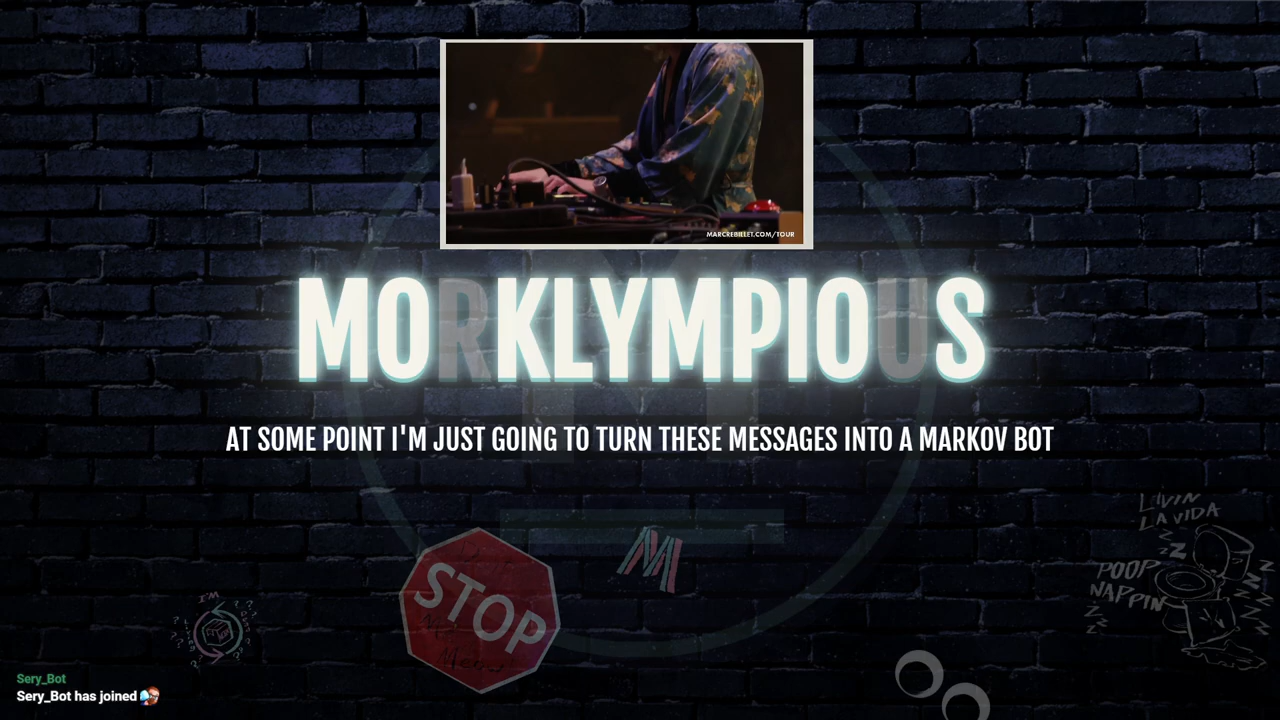 MARCREBILLET.COM/TOUR
MORKLYMPIOUS
AT SOME POINT I'M JUST GOING TO TURN THESE MESSAGES INTO A MARKOV BOT
LIVIN
LA VIDA
POOP
NAPPIN
I'M
STOP
M
Sery_Bot
Sery_Bot has joined